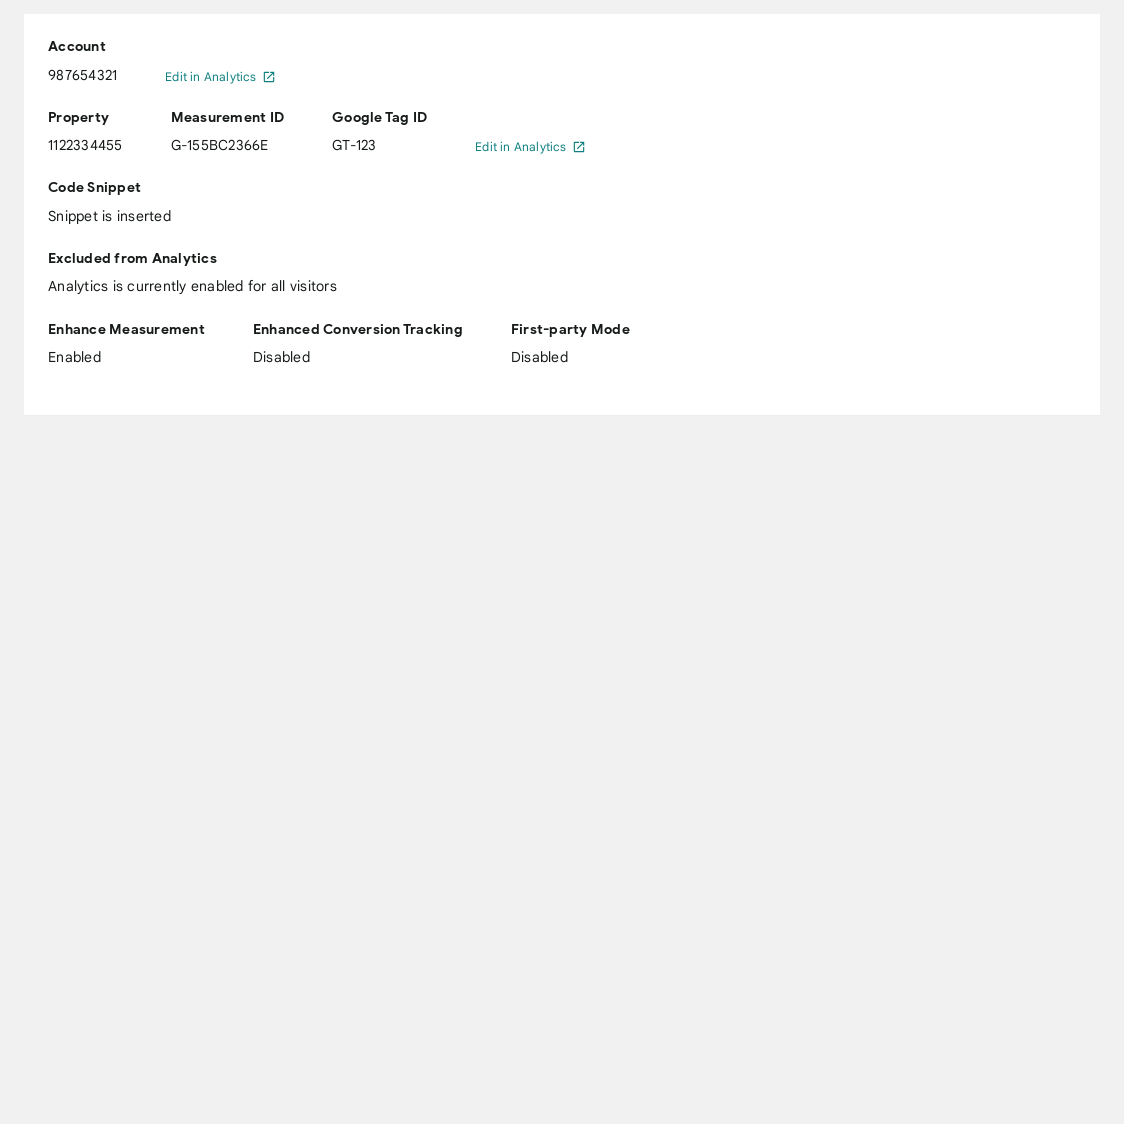 Account
987654321 Edit in Analytics
Property Measurement ID Google Tag ID
1122334455 G-155BC2366E GT-123 Edit in Analytics
Code Snippet
Snippet is inserted
Excluded from Analytics
Analytics is currently enabled for all visitors
Enhance Measurement Enhanced Conversion Tracking First-party Mode
Enabled Disabled Disabled